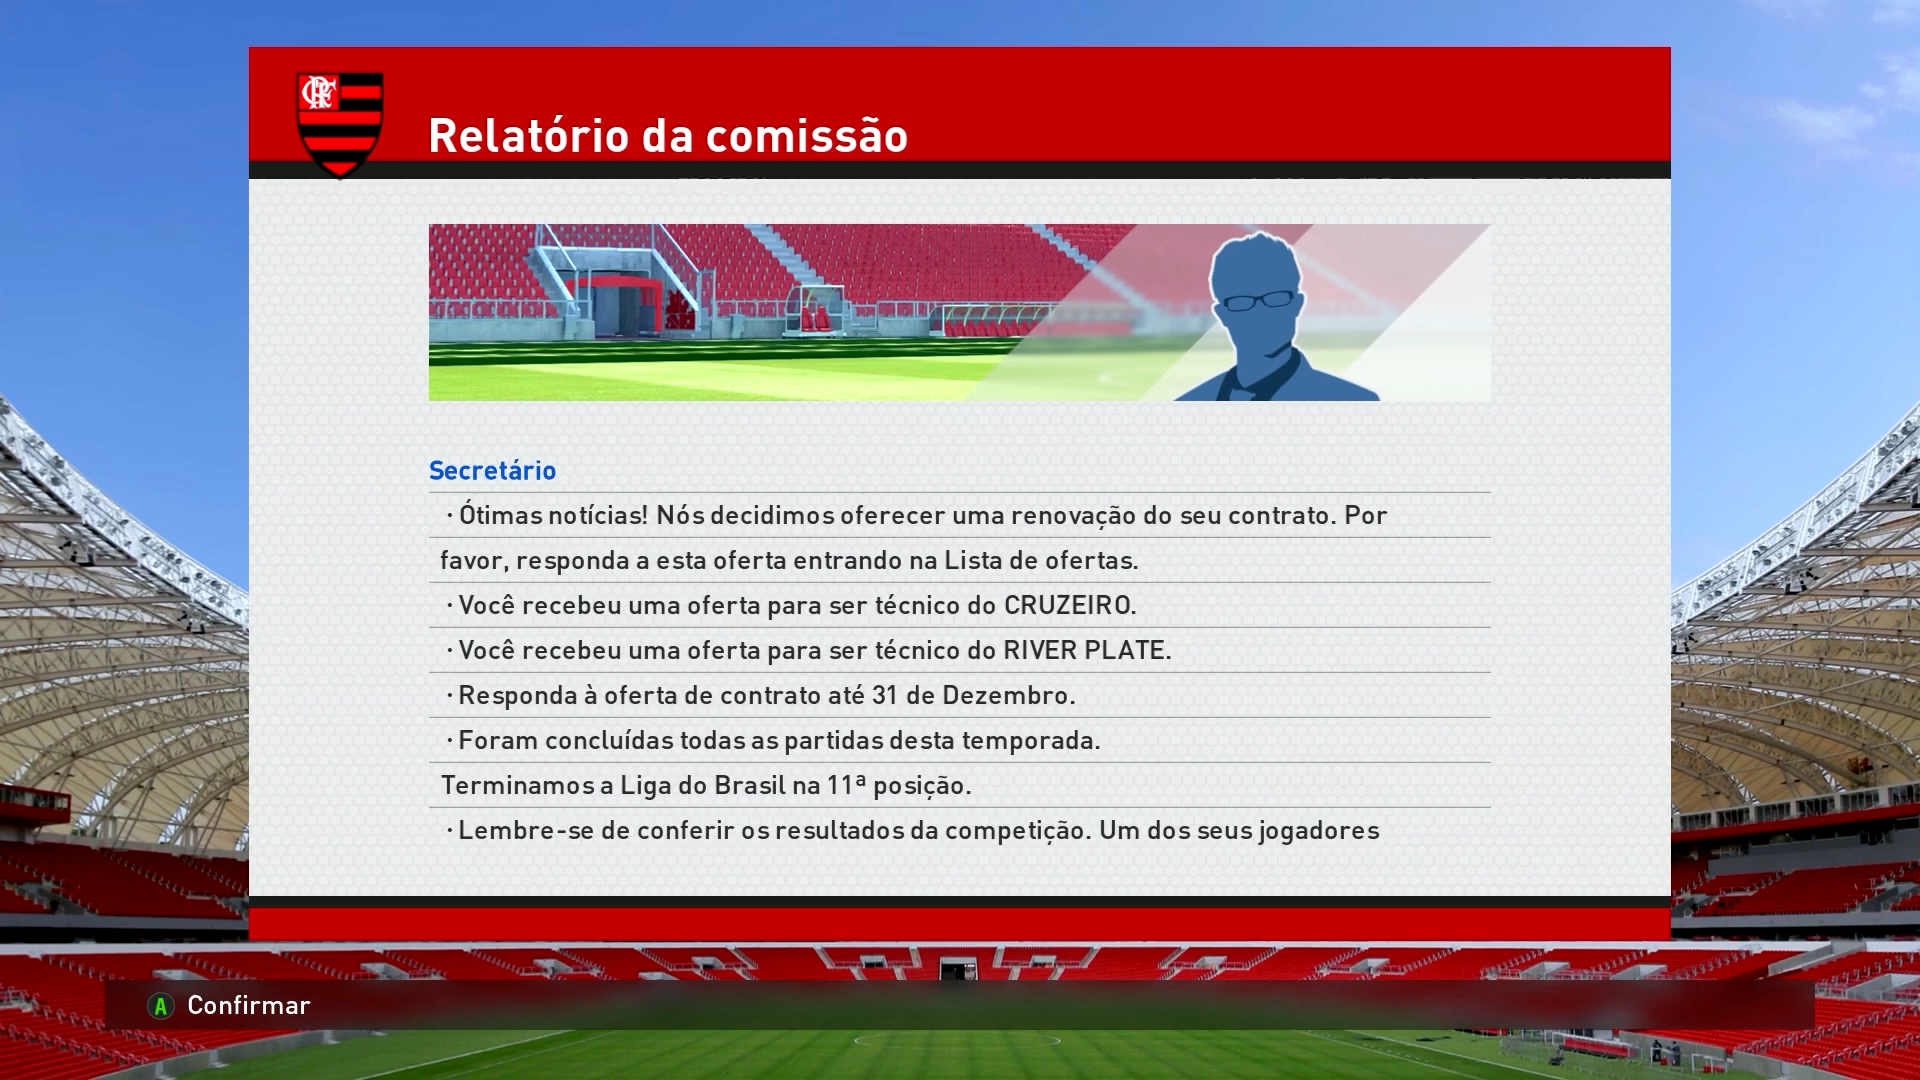 CRF
Relatório da comissão
Secretário
· Ótimas notícias! Nós decidimos oferecer uma renovação do seu contrato. Por
favor, responda a esta oferta entrando na Lista de ofertas.
· Você recebeu uma oferta para ser técnico do CRUZEIRO.
· Você recebeu uma oferta para ser técnico do RIVER PLATE.
· Responda à oferta de contrato até 31 de Dezembro.
· Foram concluídas todas as partidas desta temporada.
Terminamos a Liga do Brasil na 11ª posição.
· Lembre-se de conferir os resultados da competição. Um dos seus jogadores
A Confirmar